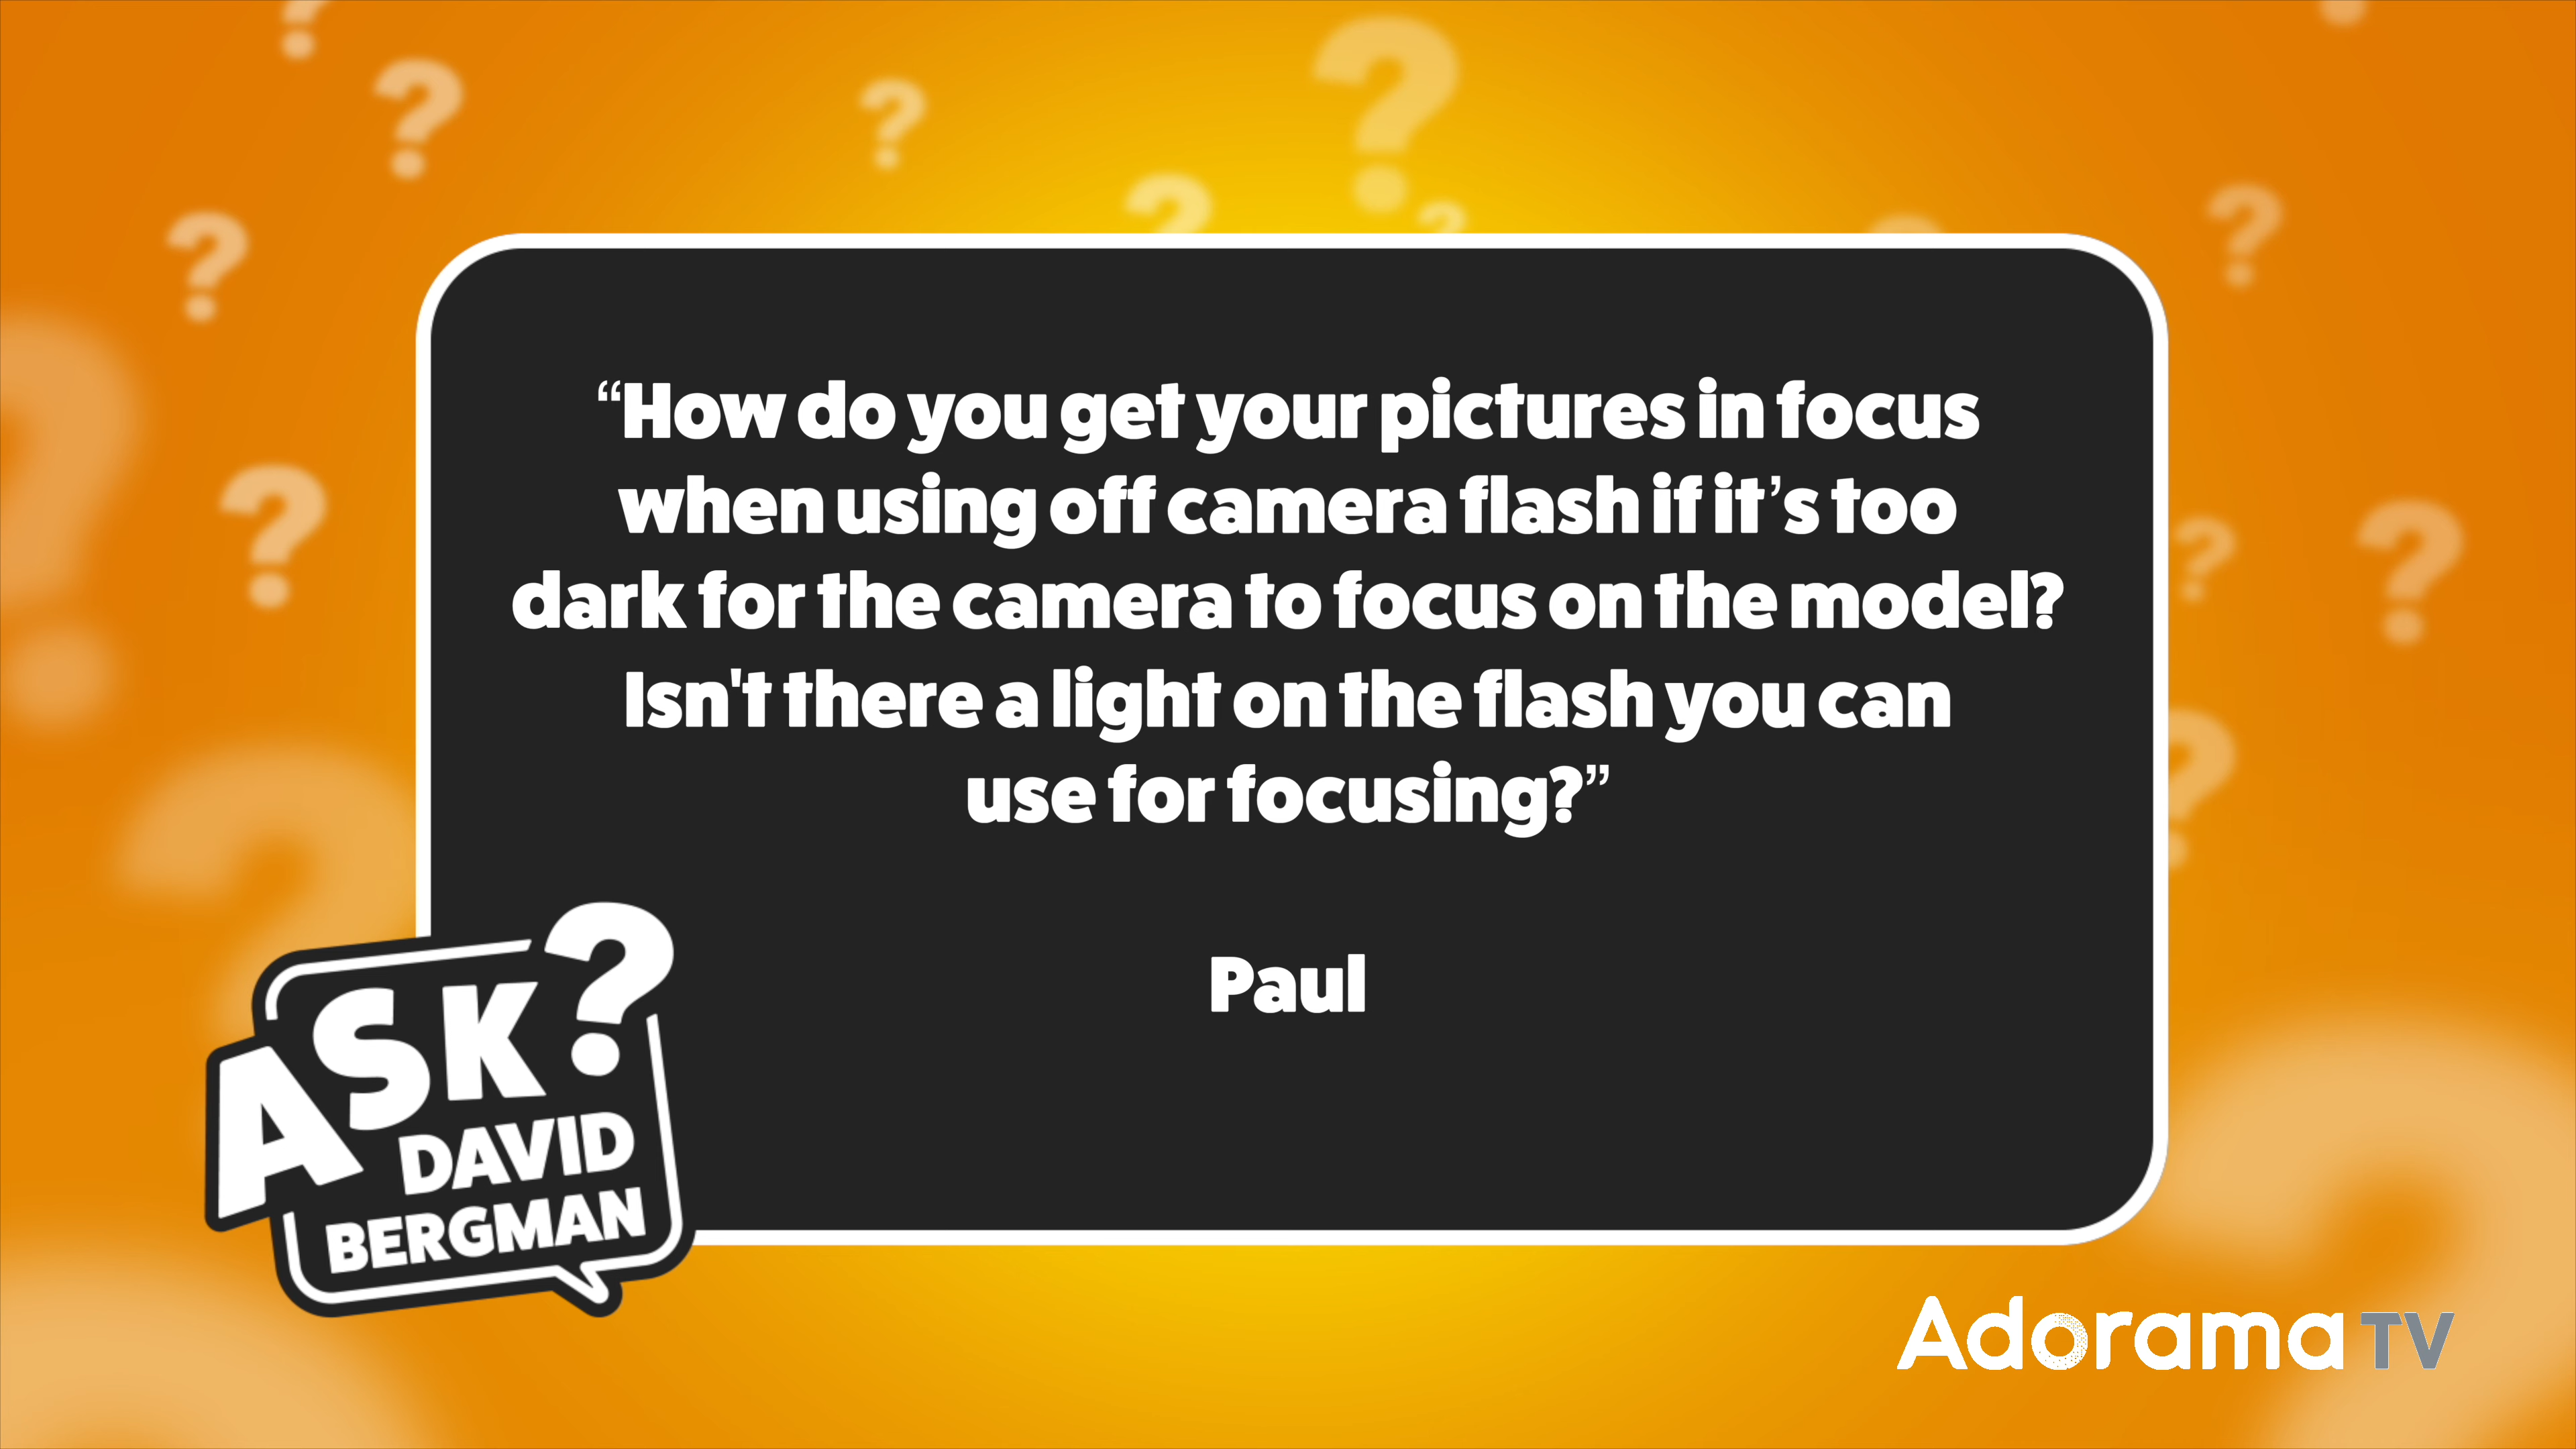 “How do you get your pictures in focus
when using off camera flash if it’s too
dark for the camera to focus on the model?
Isn't there a light on the flash you can
use for focusing?”
Paul
ASK?
DAVID
BERGMAN
Adorama TV